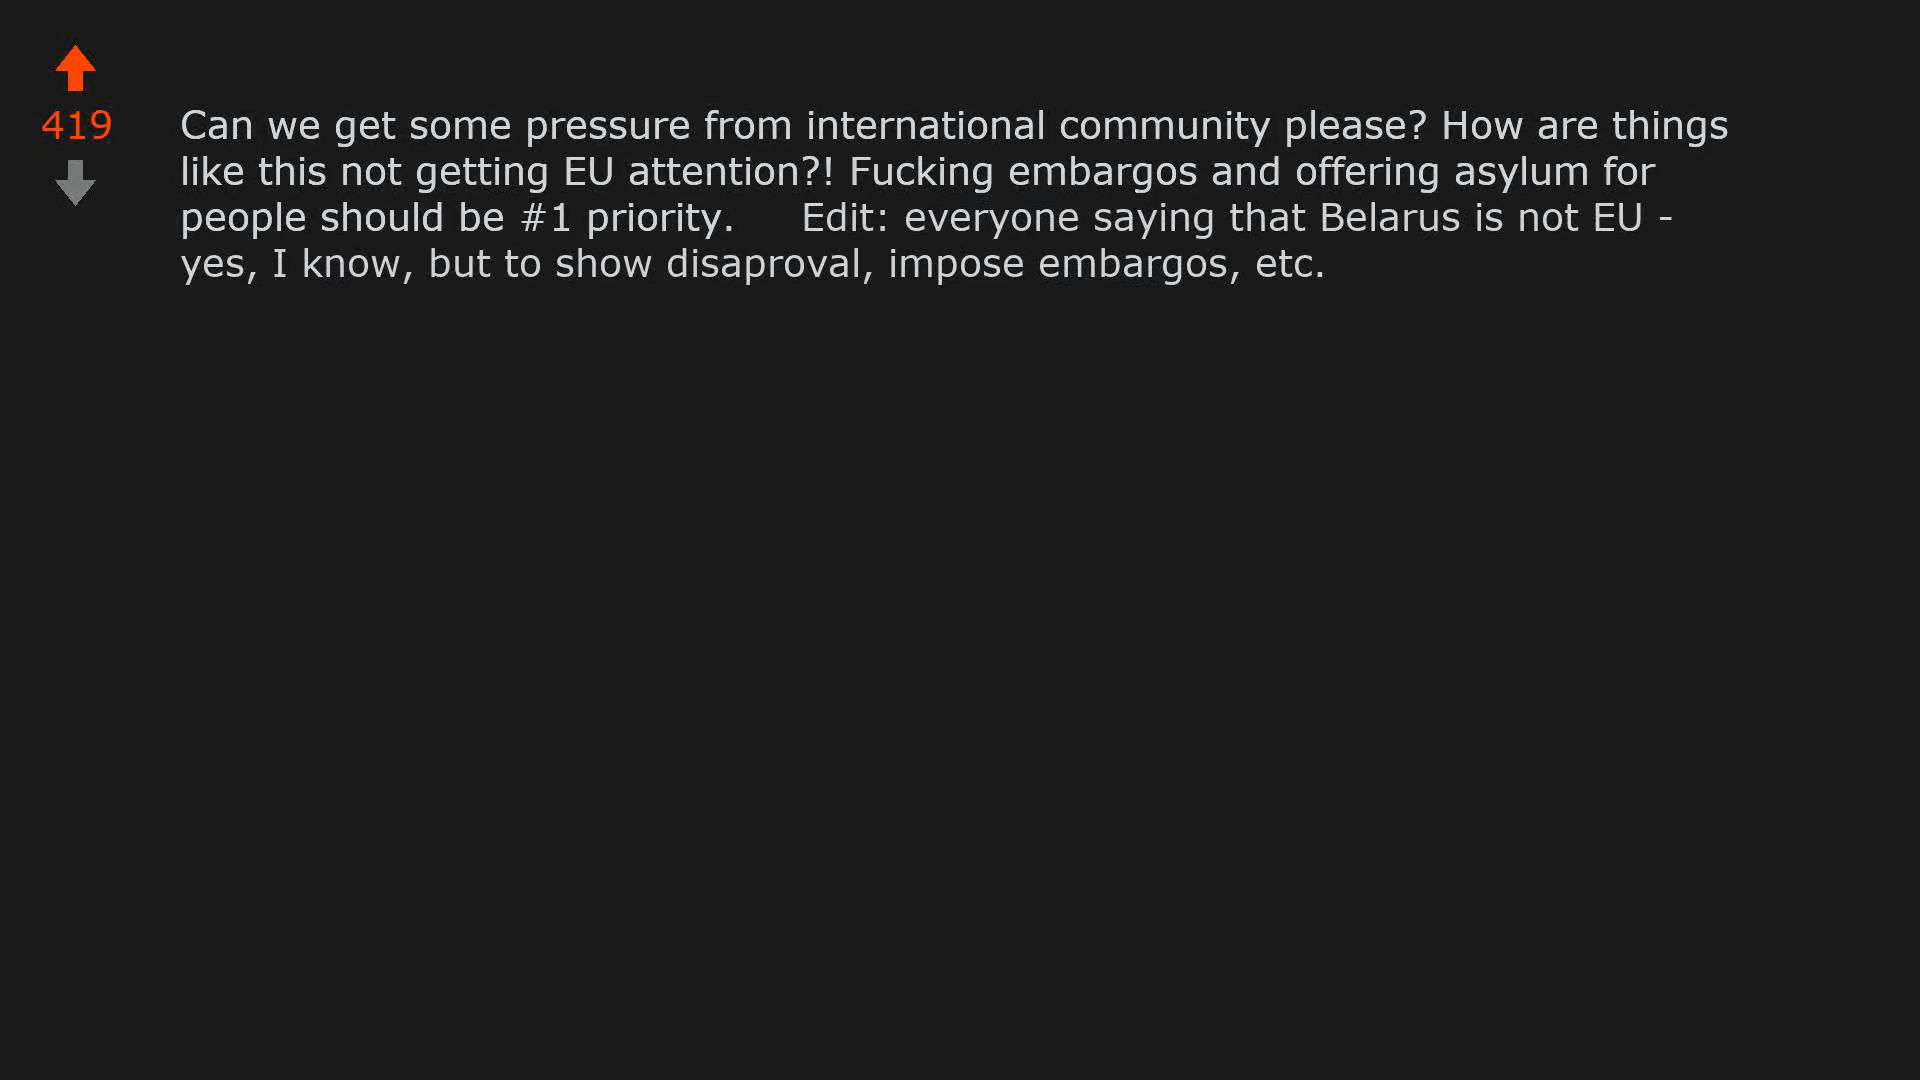 419
Can we get some pressure from international community please? How are things
like this not getting EU attention?! Fucking embargos and offering asylum for
people should be #1 priority. Edit: everyone saying that Belarus is not EU -
yes, I know, but to show disaproval, impose embargos, etc.